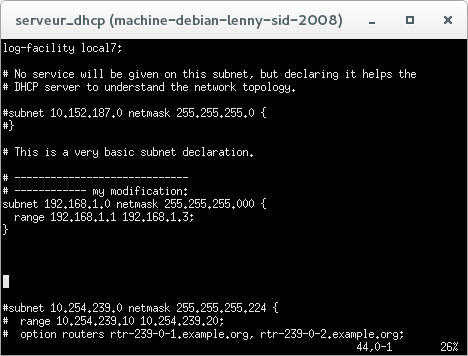 serveur_dhcp (machine-debian-lenny-sid-2008)
log-facility local7;
# No service will be given on this subnet, but declaring it helps the
# DHCP server to understand the network topology.
#subnet 10.152.187.0 netmask 255.255.255.0 {
#}
# This is a very basic subnet declaration.
# -----------------------------
# ------------ my modification:
subnet 192.168.1.0 netmask 255.255.255.000 {
  range 192.168.1.1 192.168.1.3;
}
#subnet 10.254.239.0 netmask 255.255.255.224 {
#  range 10.254.239.10 10.254.239.20;
#  option routers rtr-239-0-1.example.org, rtr-239-0-2.example.org;
44,0-1 26%